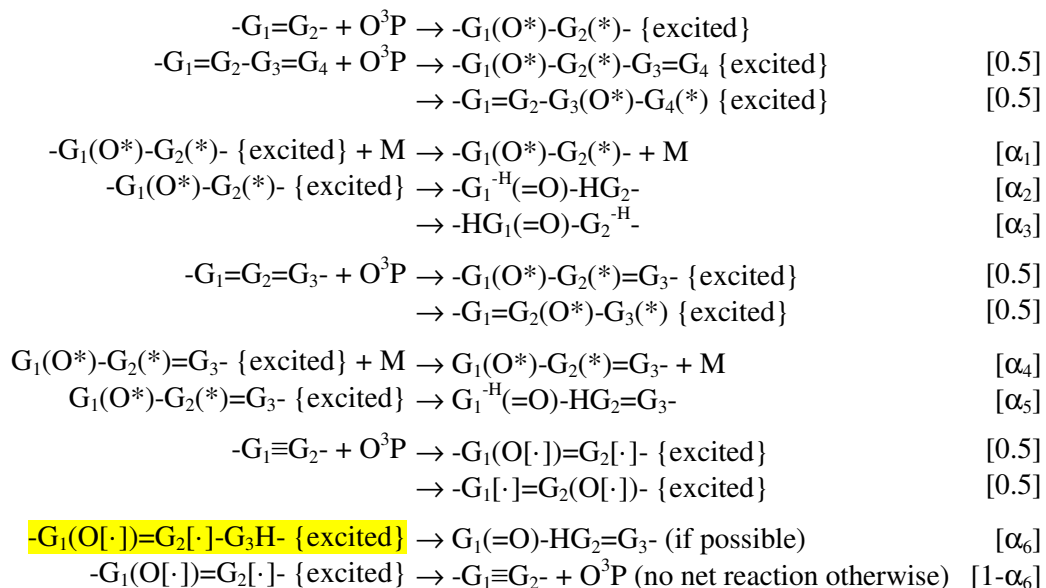 -G₁=G₂- + O³P → -G₁(O*)-G₂(*)- {excited}
-G₁=G₂-G₃=G₄ + O³P → -G₁(O*)-G₂(*)-G₃=G₄ {excited} [0.5]
→ -G₁=G₂-G₃(O*)-G₄(*) {excited} [0.5]
-G₁(O*)-G₂(*)- {excited} + M → -G₁(O*)-G₂(*)- + M [α₁]
-G₁(O*)-G₂(*)- {excited} → -G₁⁻ᴴ(=O)-HG₂- [α₂]
→ -HG₁(=O)-G₂⁻ᴴ- [α₃]
-G₁=G₂=G₃- + O³P → -G₁(O*)-G₂(*)=G₃- {excited} [0.5]
→ -G₁=G₂(O*)-G₃(*) {excited} [0.5]
G₁(O*)-G₂(*)=G₃- {excited} + M → G₁(O*)-G₂(*)=G₃- + M [α₄]
G₁(O*)-G₂(*)=G₃- {excited} → G₁⁻ᴴ(=O)-HG₂=G₃- [α₅]
-G₁≡G₂- + O³P → -G₁(O[·])=G₂[·]- {excited} [0.5]
→ -G₁[·]=G₂(O[·])- {excited} [0.5]
-G₁(O[·])=G₂[·]-G₃H- {excited} → G₁(=O)-HG₂=G₃- (if possible) [α₆]
-G₁(O[·])=G₂[·]- {excited} → -G₁≡G₂- + O³P (no net reaction otherwise) [1-α₆]